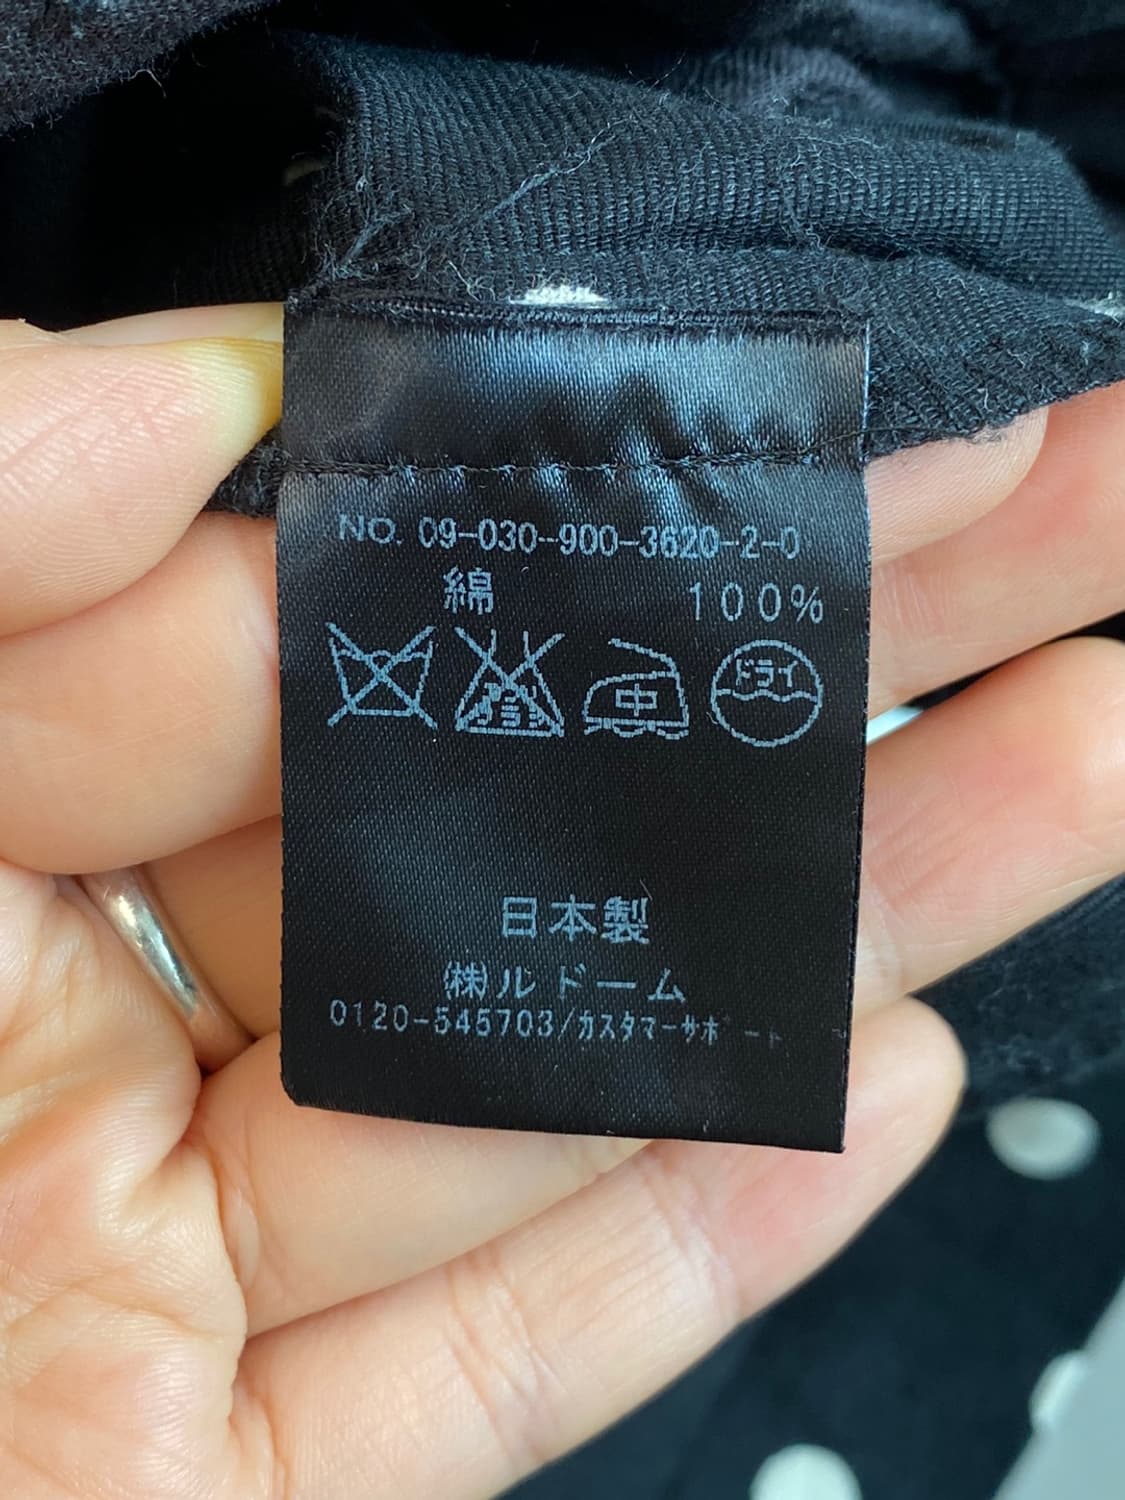 NO. 09-030-900-3620-2-0
綿 100%
中 ドライ
日本製
(株)ルドーム
0120-545703/カスタマーサポート